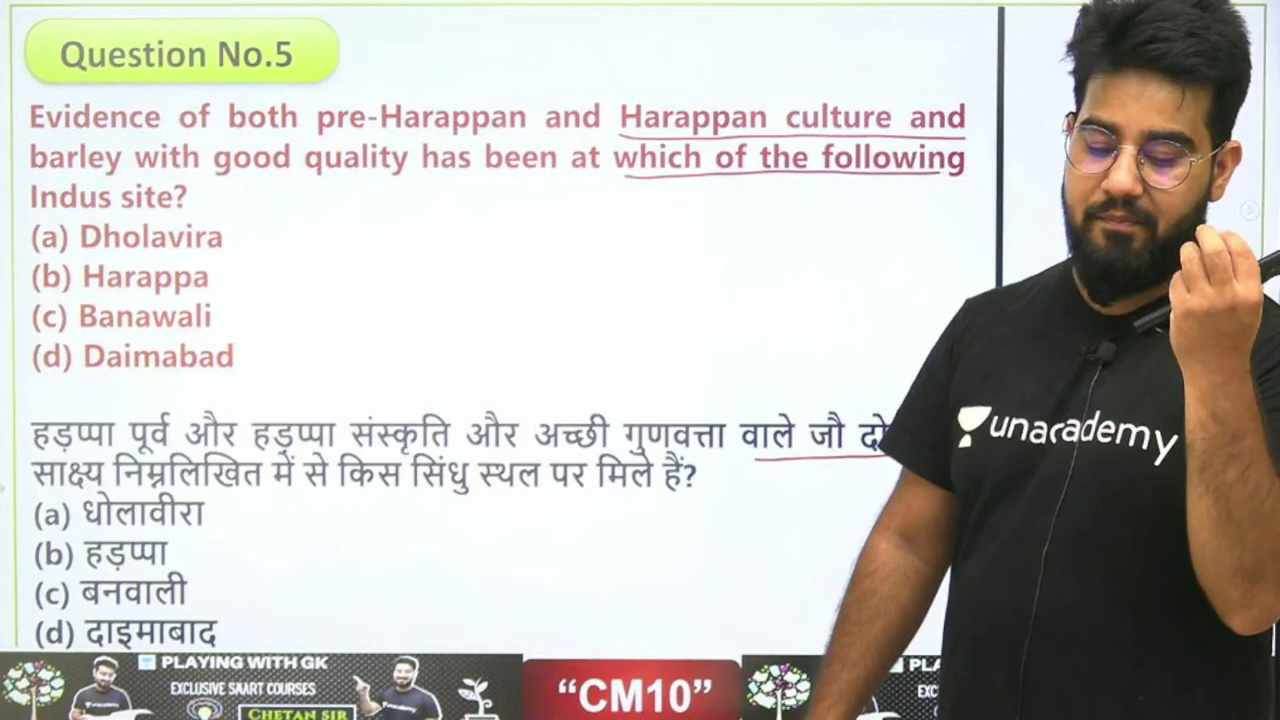 Question No.5
Evidence of both pre-Harappan and Harappan culture and
barley with good quality has been at which of the following
Indus site?
(a) Dholavira
(b) Harappa
(c) Banawali
(d) Daimabad
हड़प्पा पूर्व और हड़प्पा संस्कृति और अच्छी गुणवत्ता वाले जौ
साक्ष्य निम्नलिखित में से किस सिंधु स्थल पर मिले हैं?
(a) धोलावीरा
(b) हड़प्पा
(c) बनवाली
(d) दाइमाबाद
unacademy
PLAYING WITH GK
EXCLUSIVE SAART COURSES
CHETAN SIR
“CM10”